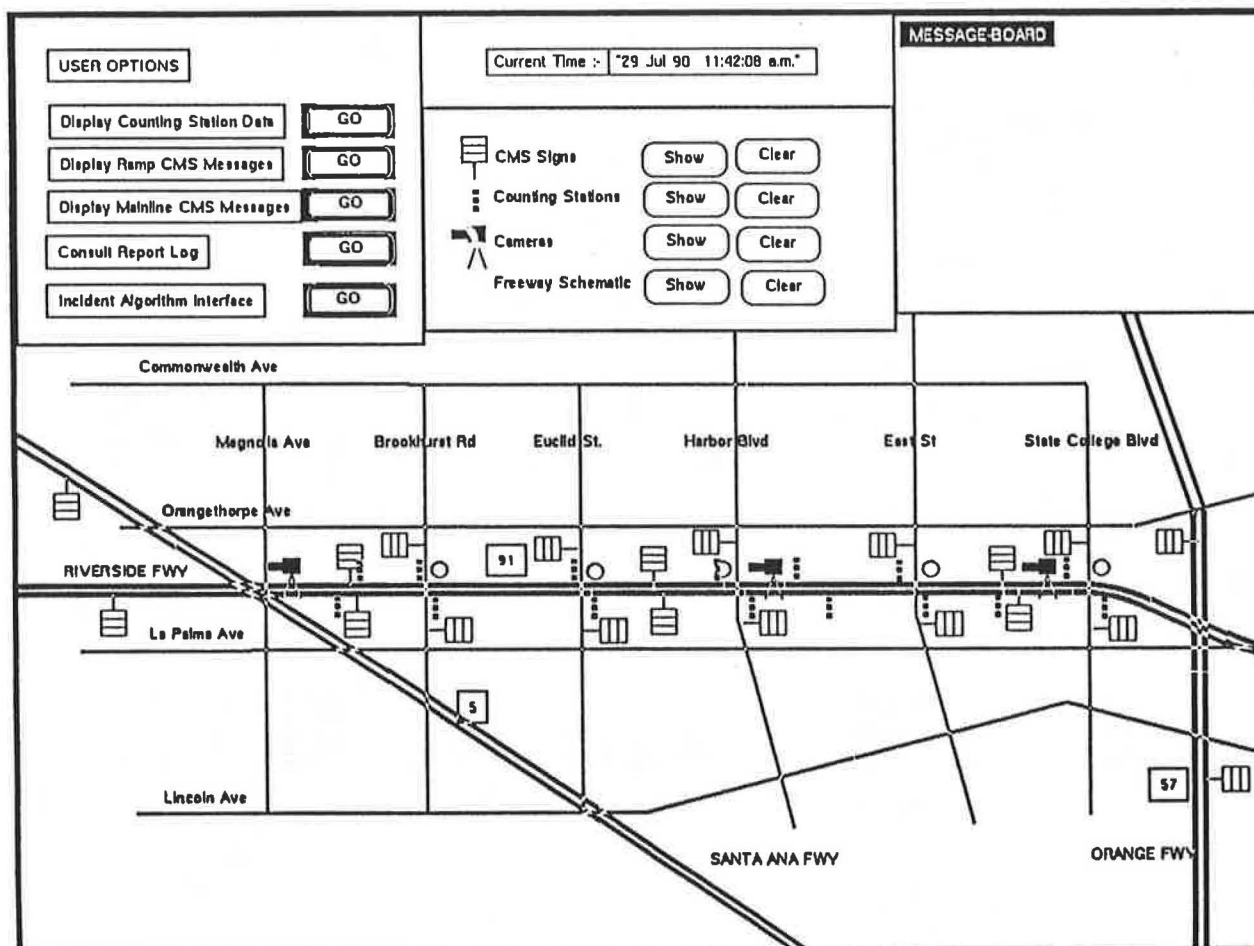 USER OPTIONS
Display Counting Station Data GO
Display Ramp CMS Messages GO
Display Mainline CMS Messages GO
Consult Report Log GO
Incident Algorithm Interface GO
Current Time :- "29 Jul 90 11:42:08 a.m."
CMS Signs Show Clear
Counting Stations Show Clear
Cameras Show Clear
Freeway Schematic Show Clear
MESSAGE-BOARD
Commonwealth Ave
Magnolia Ave Brookhurst Rd Euclid St. Harbor Blvd East St State College Blvd
Orangethorpe Ave
91
RIVERSIDE FWY
La Palma Ave
5
57
Lincoln Ave
SANTA ANA FWY ORANGE FWY